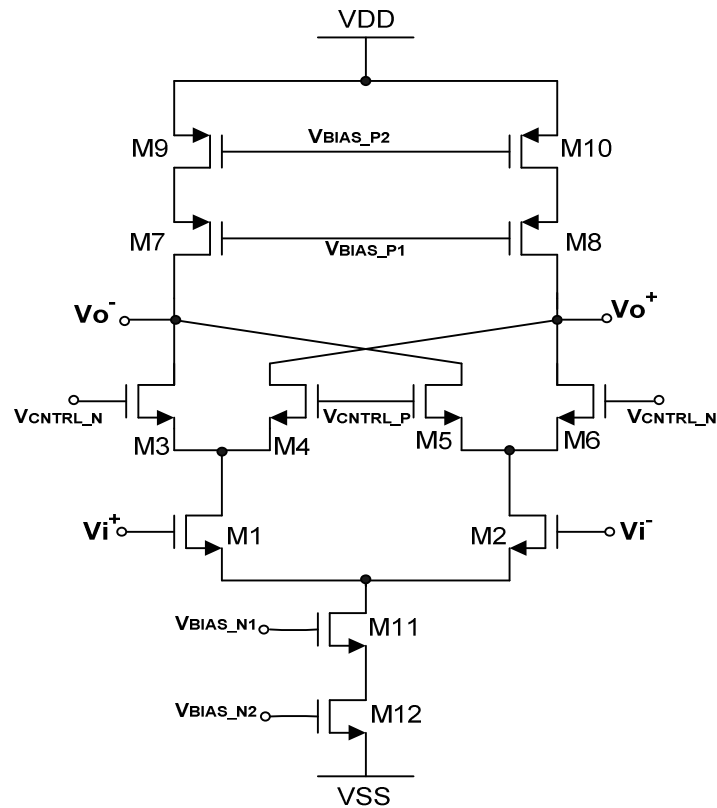 VDD
M9
VBIAS_P2
M10
M7
VBIAS_P1
M8
Vo-
Vo+
VCNTRL_N
M3
M4
VCNTRL_P
M5
M6
VCNTRL_N
Vi+
M1
M2
Vi-
VBIAS_N1
M11
VBIAS_N2
M12
VSS